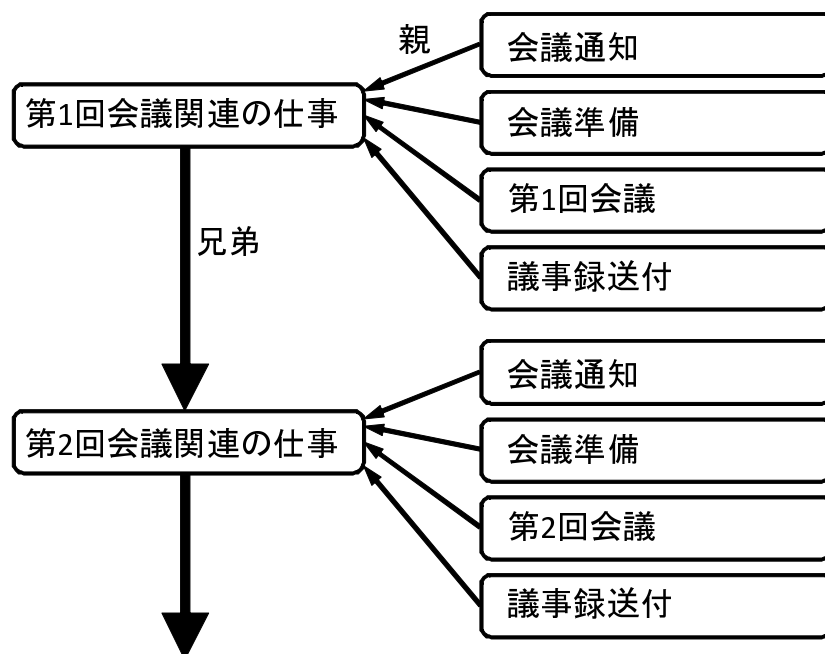 親
会議通知
第1回会議関連の仕事
会議準備
第1回会議
兄弟
議事録送付
会議通知
第2回会議関連の仕事
会議準備
第2回会議
議事録送付